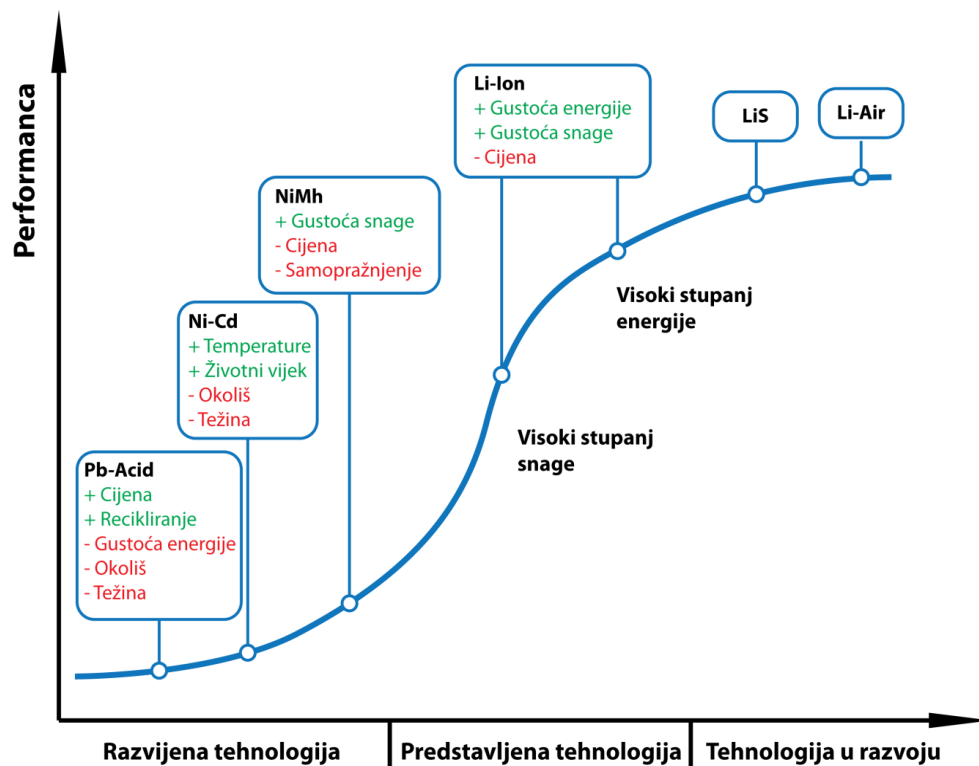 Performanca
Pb-Acid
+ Cijena
+ Recikliranje
- Gustoća energije
- Okoliš
- Težina
Ni-Cd
+ Temperature
+ Životni vijek
- Okoliš
- Težina
NiMh
+ Gustoća snage
- Cijena
- Samopražnjenje
Li-Ion
+ Gustoća energije
+ Gustoća snage
- Cijena
LiS
Li-Air
Visoki stupanj
energije
Visoki stupanj
snage
Razvijena tehnologija
Predstavljena tehnologija
Tehnologija u razvoju